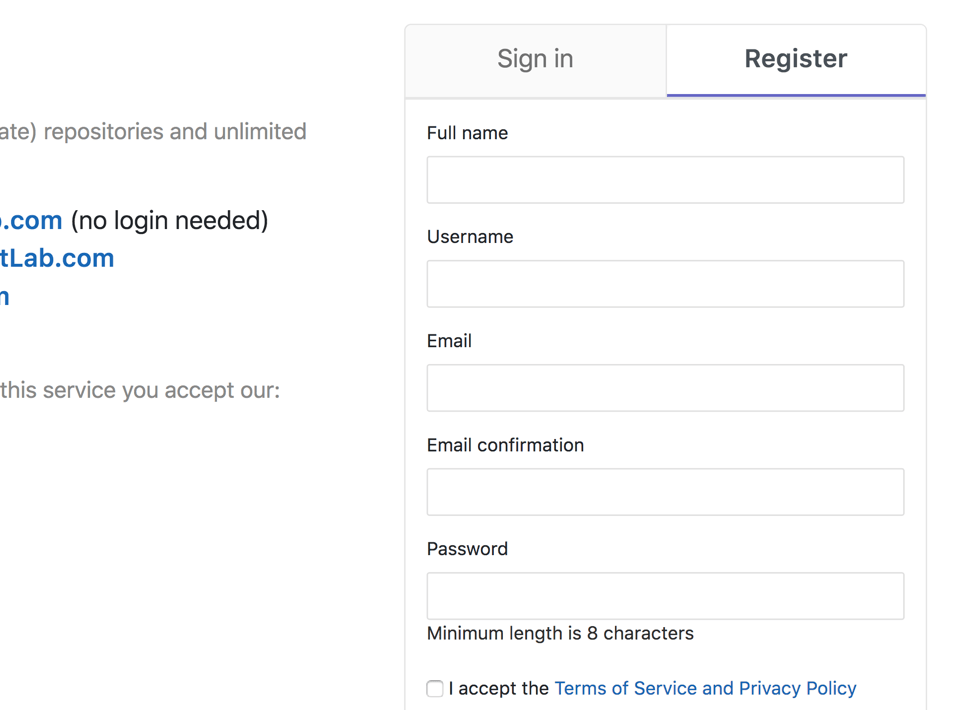 ate) repositories and unlimited
.com (no login needed)
tLab.com
this service you accept our:
Sign in
Register
Full name
Username
Email
Email confirmation
Password
Minimum length is 8 characters
I accept the Terms of Service and Privacy Policy